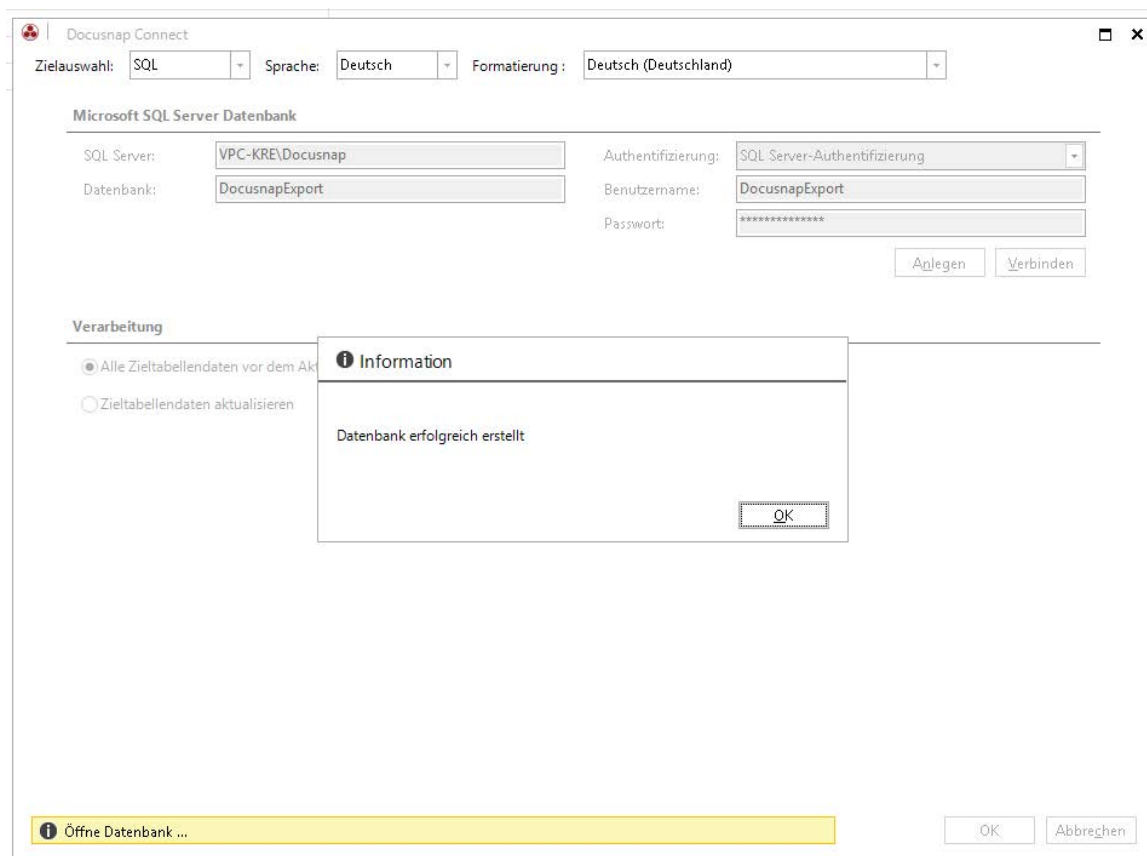 Docusnap Connect
Zielauswahl: SQL Sprache: Deutsch Formatierung : Deutsch (Deutschland)
Microsoft SQL Server Datenbank
SQL Server: VPC-KRE\Docusnap Authentifizierung: SQL Server-Authentifizierung
Datenbank: DocusnapExport Benutzername: DocusnapExport
Passwort: **************
Anlegen Verbinden
Verarbeitung
Alle Zieltabellendaten vor dem
Zieltabellendaten aktualisieren
Information
Datenbank erfolgreich erstellt
OK
Öffne Datenbank ...
OK Abbrechen